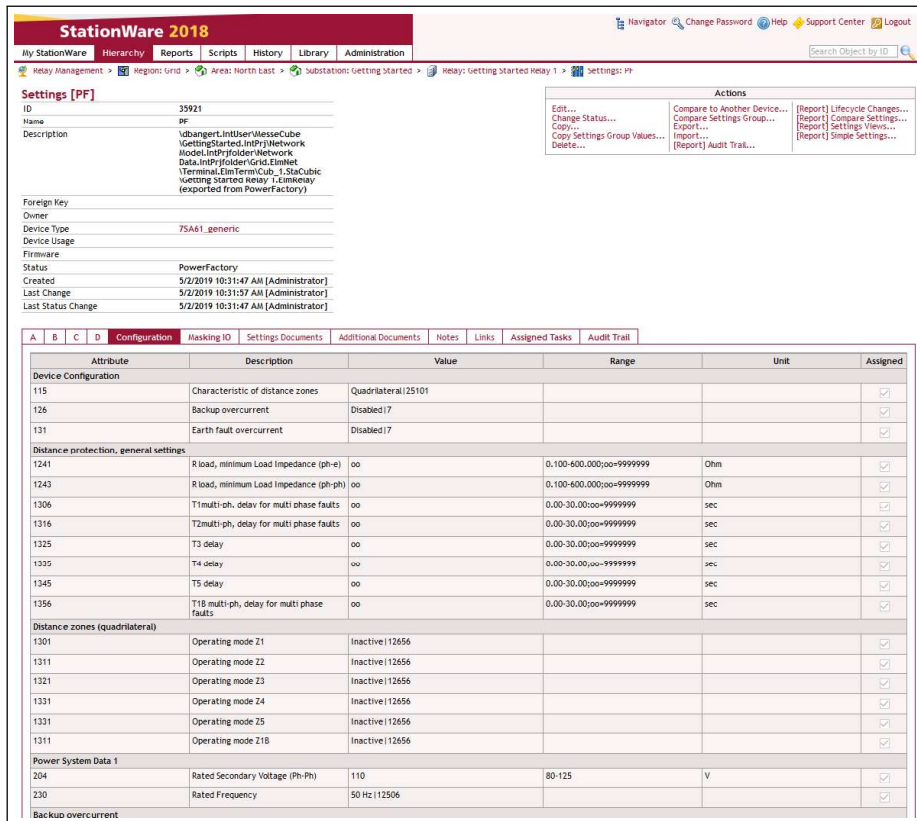 StationWare 2018
Navigator Change Password Help Support Center Logout
My StationWare Hierarchy Reports Scripts History Library Administration
Search Object by ID
Relay Management > Region: Grid > Area: North East > Substation: Getting Started > Relay: Getting Started Relay 1 > Settings: PF
Settings [PF]
ID 35921
Name PF
Description \dbangert.IntUser\MesseCube
\GettingStarted.IntPrj\Network
Model.IntPrjfolder\Network
Data.IntPrjfolder\Grid.ElmNet
\Terminal.ElmTerm\Cub_1.StaCubic
\Getting Started Relay 1.ElmRelay
(exported from PowerFactory)
Foreign Key
Owner
Device Type 7SA61_generic
Device Usage
Firmware
Status PowerFactory
Created 5/2/2019 10:31:47 AM [Administrator]
Last Change 5/2/2019 10:31:57 AM [Administrator]
Last Status Change 5/2/2019 10:31:47 AM [Administrator]
Actions
Edit... Compare to Another Device... [Report] Lifecycle Changes...
Change Status... Compare Settings Group... [Report] Compare Settings...
Copy... Export... [Report] Settings Views...
Copy Settings Group Values... Import... [Report] Simple Settings...
Delete... [Report] Audit Trail...
A B C D Configuration Masking IO Settings Documents Additional Documents Notes Links Assigned Tasks Audit Trail
Attribute Description Value Range Unit Assigned
Device Configuration
115 Characteristic of distance zones Quadrilateral|25101
126 Backup overcurrent Disabled|7
131 Earth fault overcurrent Disabled|7
Distance protection, general settings
1241 R load, minimum Load Impedance (ph-e) oo 0.100-600.000;oo=9999999 Ohm
1243 R load, minimum Load Impedance (ph-ph) oo 0.100-600.000;oo=9999999 Ohm
1306 T1multi-ph, delay for multi phase faults oo 0.00-30.00;oo=9999999 sec
1316 T2multi-ph, delay for multi phase faults oo 0.00-30.00;oo=9999999 sec
1325 T3 delay oo 0.00-30.00;oo=9999999 sec
1335 T4 delay oo 0.00-30.00;oo=9999999 sec
1345 T5 delay oo 0.00-30.00;oo=9999999 sec
1356 T1B multi-ph, delay for multi phase
faults oo 0.00-30.00;oo=9999999 sec
Distance zones (quadrilateral)
1301 Operating mode Z1 Inactive|12656
1311 Operating mode Z2 Inactive|12656
1321 Operating mode Z3 Inactive|12656
1331 Operating mode Z4 Inactive|12656
1331 Operating mode Z5 Inactive|12656
1311 Operating mode Z1B Inactive|12656
Power System Data 1
204 Rated Secondary Voltage (Ph-Ph) 110 80-125 V
230 Rated Frequency 50 Hz|12506
Backup overcurrent